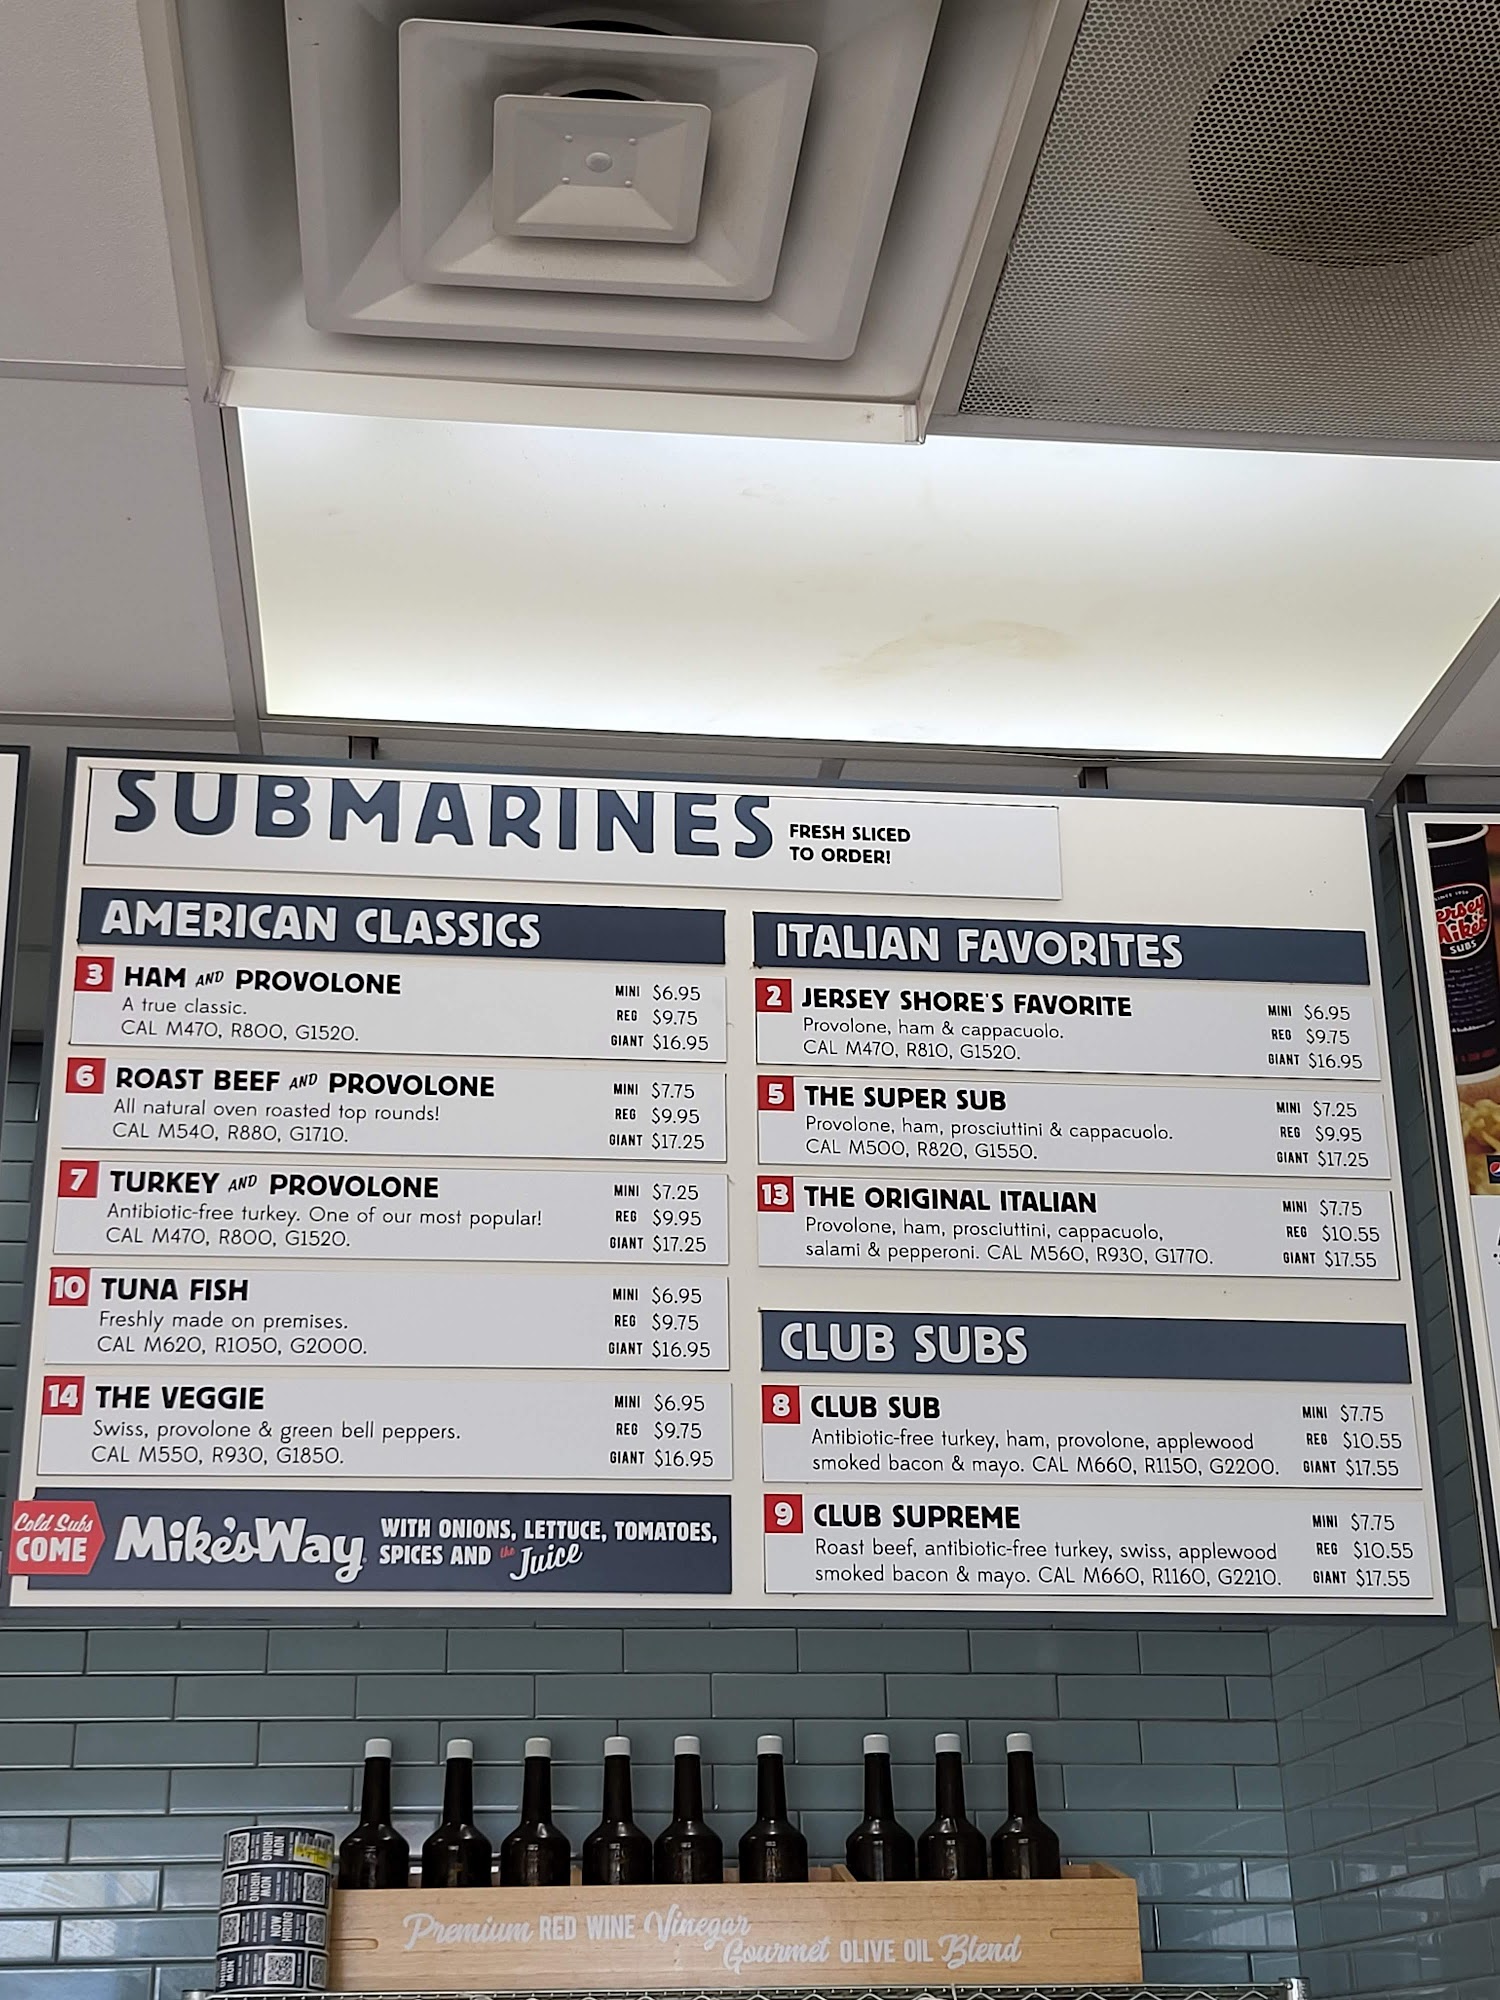 SUBMARINES
FRESH SLICED
TO ORDER!
AMERICAN CLASSICS
3 HAM AND PROVOLONE
A true classic.
CAL M470, R800, G1520.
MINI $6.95
REG $9.75
GIANT $16.95
6 ROAST BEEF AND PROVOLONE
All natural oven roasted top rounds!
CAL M540, R880, G1710.
MINI $7.75
REG $9.95
GIANT $17.25
7 TURKEY AND PROVOLONE
Antibiotic-free turkey. One of our most popular!
CAL M470, R800, G1520.
MINI $7.25
REG $9.95
GIANT $17.25
10 TUNA FISH
Freshly made on premises.
CAL M620, R1050, G2000.
MINI $6.95
REG $9.75
GIANT $16.95
14 THE VEGGIE
Swiss, provolone & green bell peppers.
CAL M550, R930, G1850.
MINI $6.95
REG $9.75
GIANT $16.95
Cold Subs
COME
Mike's Way
WITH ONIONS, LETTUCE, TOMATOES,
SPICES AND the Juice
ITALIAN FAVORITES
2 JERSEY SHORE'S FAVORITE
Provolone, ham & cappacuolo.
CAL M470, R810, G1520.
MINI $6.95
REG $9.75
GIANT $16.95
5 THE SUPER SUB
Provolone, ham, prosciuttini & cappacuolo.
CAL M500, R820, G1550.
MINI $7.25
REG $9.95
GIANT $17.25
13 THE ORIGINAL ITALIAN
Provolone, ham, prosciuttini, cappacuolo,
salami & pepperoni. CAL M560, R930, G1770.
MINI $7.75
REG $10.55
GIANT $17.55
CLUB SUBS
8 CLUB SUB
Antibiotic-free turkey, ham, provolone, applewood
smoked bacon & mayo. CAL M660, R1150, G2200.
MINI $7.75
REG $10.55
GIANT $17.55
9 CLUB SUPREME
Roast beef, antibiotic-free turkey, swiss, applewood
smoked bacon & mayo. CAL M660, R1160, G2210.
MINI $7.75
REG $10.55
GIANT $17.55
SINCE 1956
Jersey
Mike's
SUBS
NOW
HIRING
NOW
HIRING
NOW
HIRING
NOW
HIRING
Premium RED WINE Vinegar
Gourmet OLIVE OIL Blend